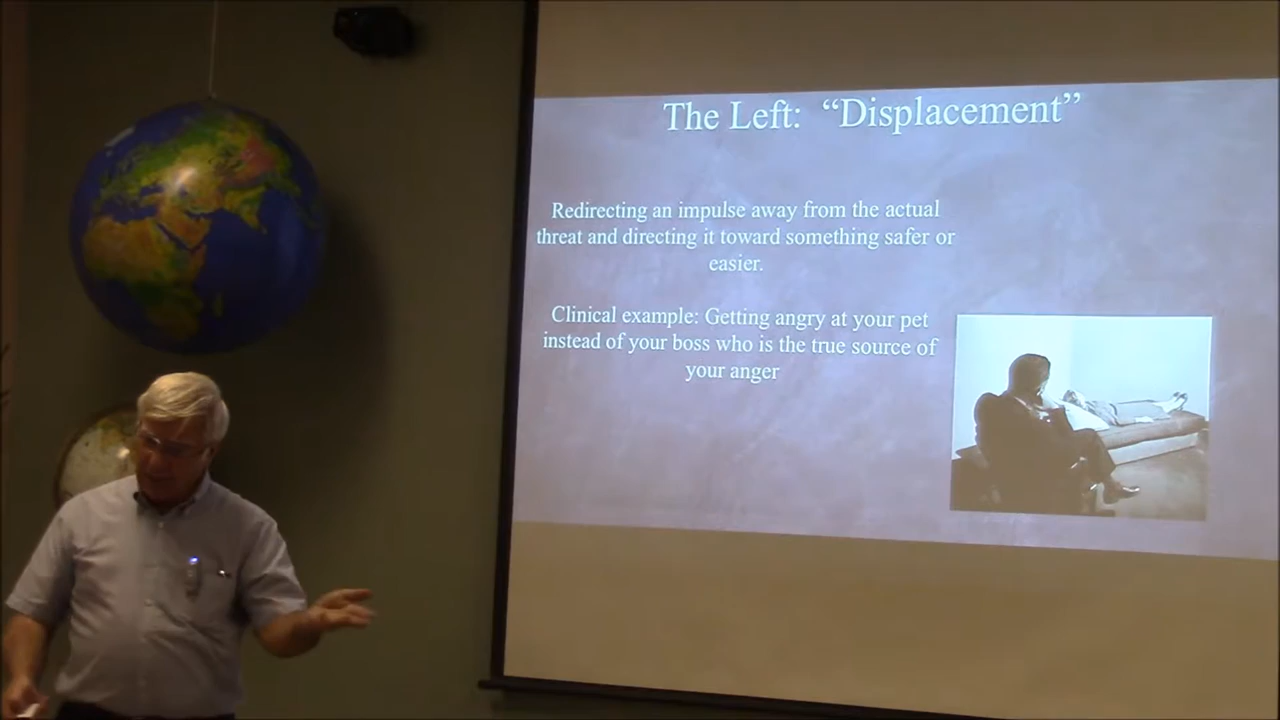 The Left: “Displacement”
Redirecting an impulse away from the actual
threat and directing it toward something safer or
easier.
Clinical example: Getting angry at your pet
instead of your boss who is the true source of
your anger